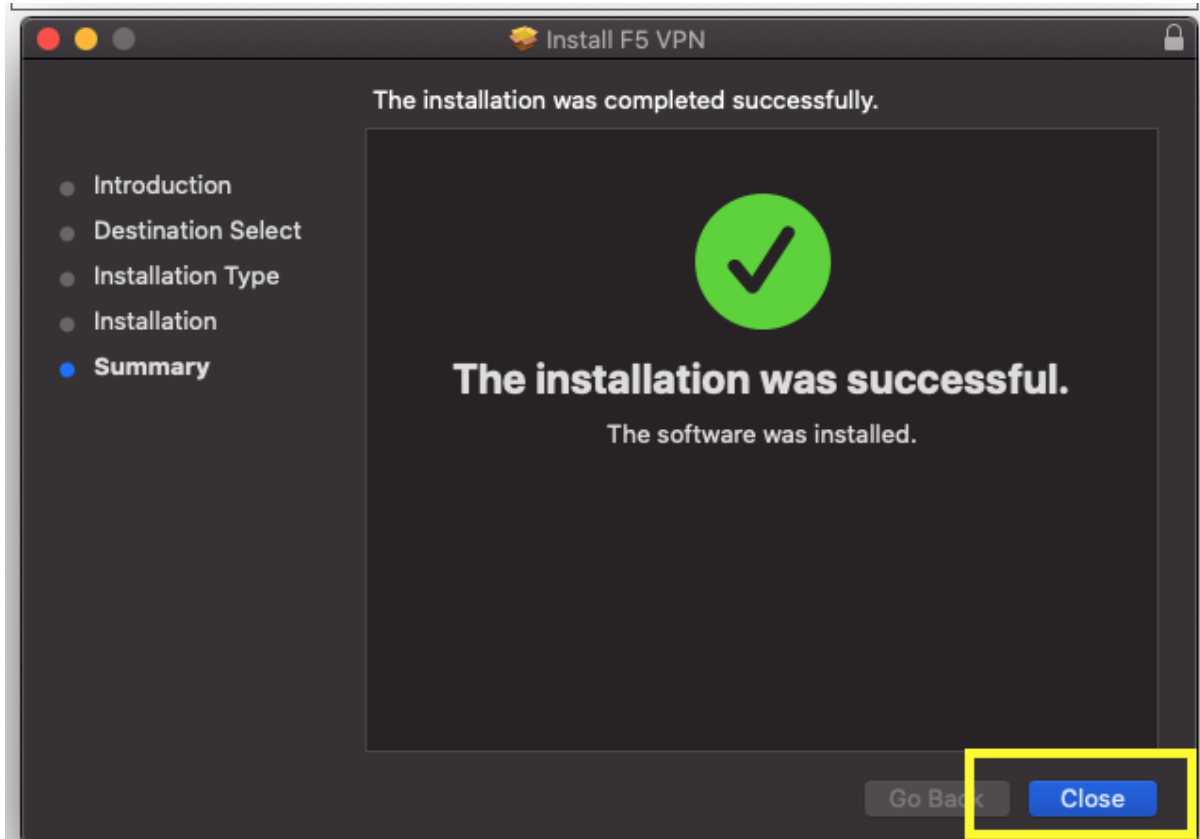 Install F5 VPN
The installation was completed successfully.
Introduction
Destination Select
Installation Type
Installation
Summary
The installation was successful.
The software was installed.
Go Back
Close